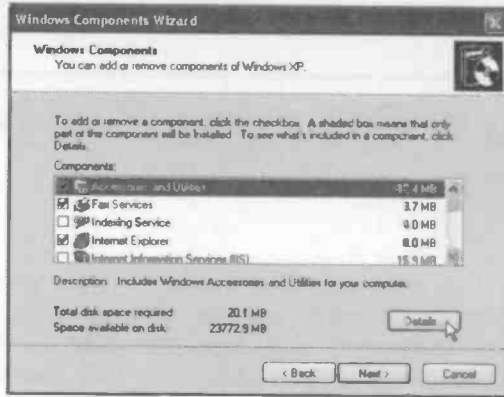 Windows Components Wizard
Windows Components
You can add or remove components of Windows XP.
To add or remove a component, click the checkbox. A shaded box means that only
part of the component will be installed. To see what's included in a component, click
Details.
Components:
Accessories and Utilities
Fax Services 3.7 MB
Indexing Service 0.0 MB
Internet Explorer 0.0 MB
Internet Information Services (IIS) 15.9 MB
Description: Includes Windows Accessories and Utilities for your computer.
Total disk space required: 20.1 MB
Space available on disk: 23772.9 MB
Details
< Back Next > Cancel